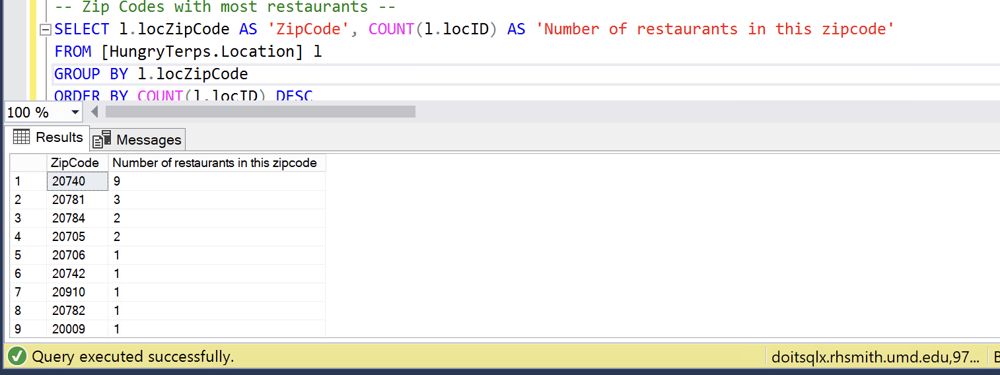 -- Zip Codes with most restaurants --
SELECT l.locZipCode AS 'ZipCode', COUNT(l.locID) AS 'Number of restaurants in this zipcode'
FROM [HungryTerps.Location] l
GROUP BY l.locZipCode
ORDER BY COUNT(l.locID) DESC
100 %
Results Messages
ZipCode Number of restaurants in this zipcode
1 20740 9
2 20781 3
3 20784 2
4 20705 2
5 20706 1
6 20742 1
7 20910 1
8 20782 1
9 20009 1
Query executed successfully. doitsqlx.rhsmith.umd.edu,97...